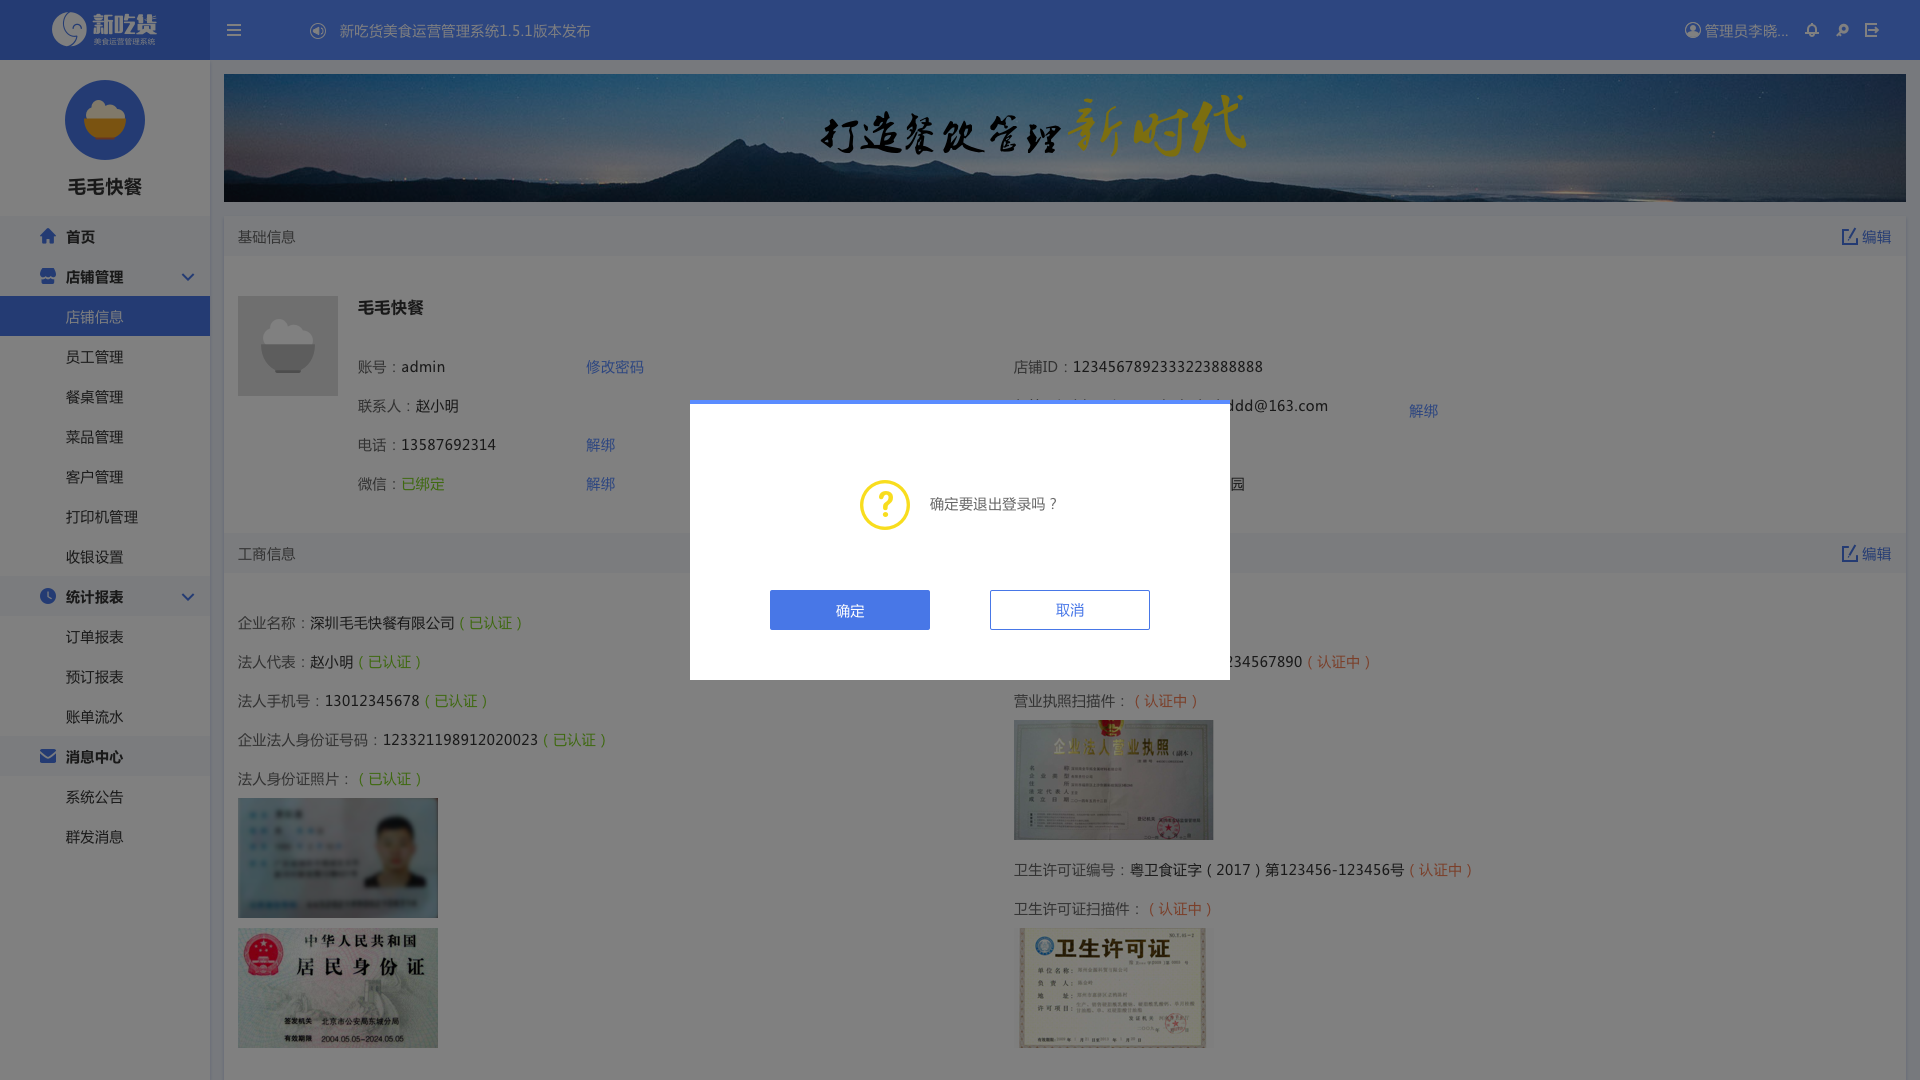 新吃货
美食运营管理系统
新吃货美食运营管理系统1.5.1版本发布
管理员李晓...
毛毛快餐
首页
店铺管理
店铺信息
员工管理
餐桌管理
菜品管理
客户管理
打印机管理
收银设置
统计报表
订单报表
预订报表
账单流水
消息中心
系统公告
群发消息
打造餐饮管理新时代
基础信息
编辑
毛毛快餐
账号：admin
修改密码
店铺ID：1234567892333223888888
联系人：赵小明
ddd@163.com
解绑
电话：13587692314
解绑
微信：已绑定
解绑
园
确定要退出登录吗？
确定
取消
工商信息
编辑
企业名称：深圳毛毛快餐有限公司（已认证）
法人代表：赵小明（已认证）
234567890（认证中）
法人手机号：13012345678（已认证）
营业执照扫描件：（认证中）
企业法人身份证号码：123321198912020023（已认证）
企业法人营业执照
法人身份证照片：（已认证）
卫生许可证编号：粤卫食证字（2017）第123456-123456号（认证中）
卫生许可证扫描件：（认证中）
中华人民共和国
居民身份证
签发机关 北京市公安局东城分局
有效期限 2004.05.05-2024.05.05
卫生许可证
单位名称：
负责人：
地址：
许可项目：